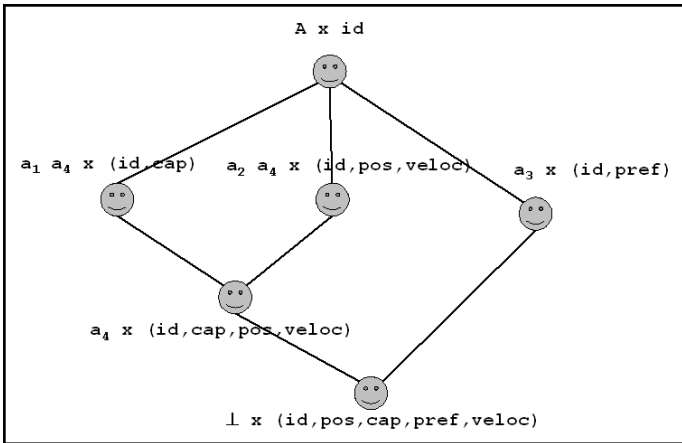 A x id
a₁ a₄ x (id,cap)
a₂ a₄ x (id,pos,veloc)
a₃ x (id,pref)
a₄ x (id,cap,pos,veloc)
⊥ x (id,pos,cap,pref,veloc)